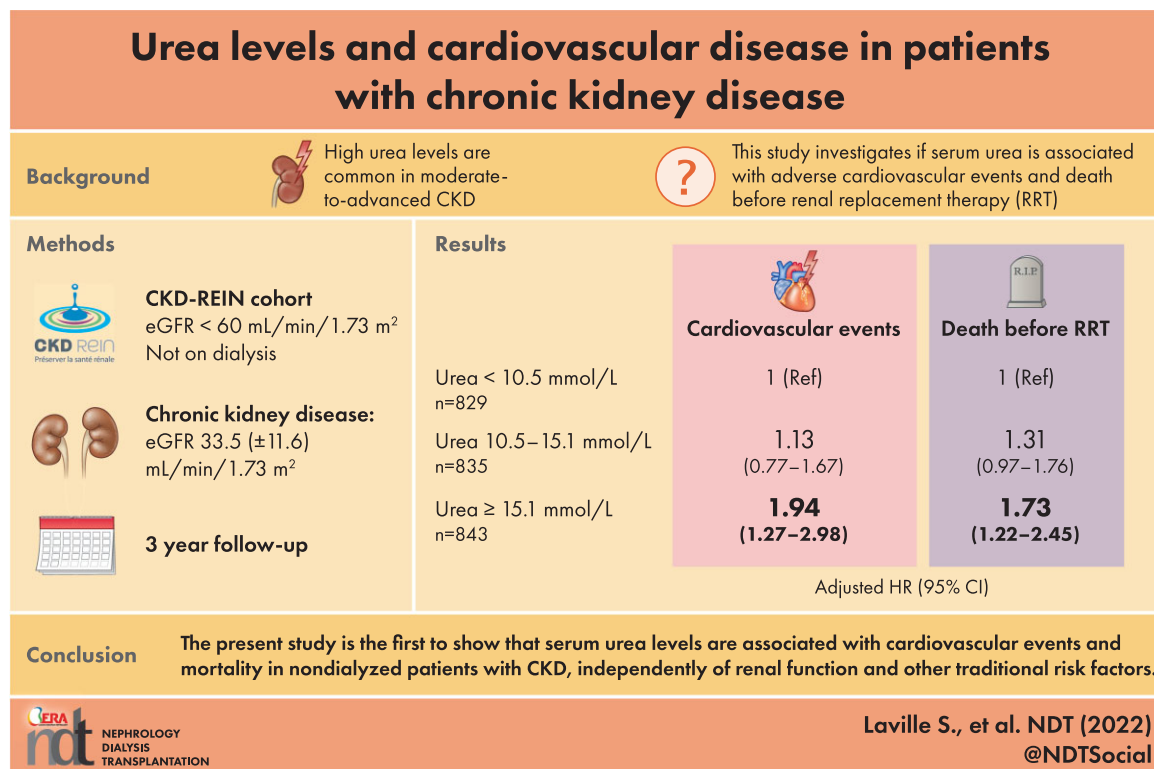 Urea levels and cardiovascular disease in patients
with chronic kidney disease
Background
High urea levels are
common in moderate-
to-advanced CKD
?
This study investigates if serum urea is associated
with adverse cardiovascular events and death
before renal replacement therapy (RRT)
Methods
CKD REIN
Préserver la santé rénale
CKD-REIN cohort
eGFR < 60 mL/min/1.73 m²
Not on dialysis
Chronic kidney disease:
eGFR 33.5 (±11.6)
mL/min/1.73 m²
3 year follow-up
Results
R.I.P.
Cardiovascular events
Death before RRT
Urea < 10.5 mmol/L
n=829
1 (Ref)
1 (Ref)
Urea 10.5–15.1 mmol/L
n=835
1.13
(0.77–1.67)
1.31
(0.97–1.76)
Urea ≥ 15.1 mmol/L
n=843
1.94
(1.27–2.98)
1.73
(1.22–2.45)
Adjusted HR (95% CI)
Conclusion
The present study is the first to show that serum urea levels are associated with cardiovascular events and
mortality in nondialyzed patients with CKD, independently of renal function and other traditional risk factors.
ERA
ndt
NEPHROLOGY
DIALYSIS
TRANSPLANTATION
Laville S., et al. NDT (2022)
@NDTSocial